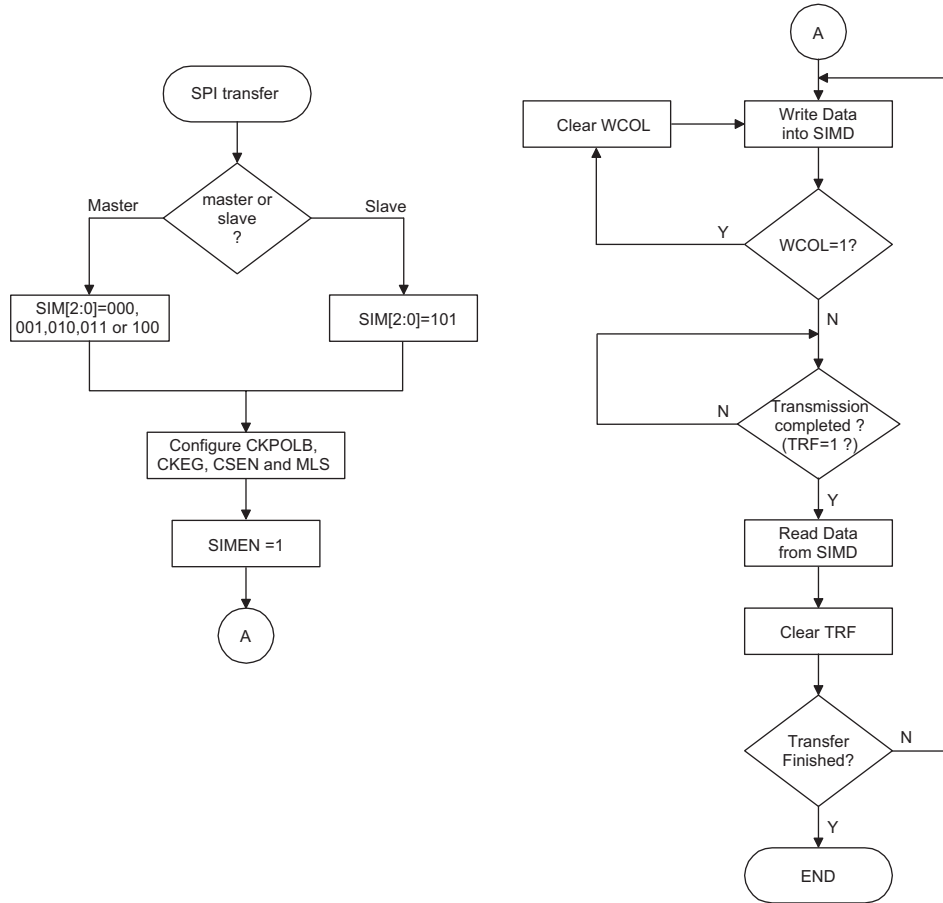 SPI transfer
master or
slave
?
Master
Slave
SIM[2:0]=000,
001,010,011 or 100
SIM[2:0]=101
Configure CKPOLB,
CKEG, CSEN and MLS
SIMEN =1
A
A
Write Data
into SIMD
Clear WCOL
WCOL=1?
Y
N
Transmission
completed ?
(TRF=1 ?)
N
Y
Read Data
from SIMD
Clear TRF
Transfer
Finished?
N
Y
END